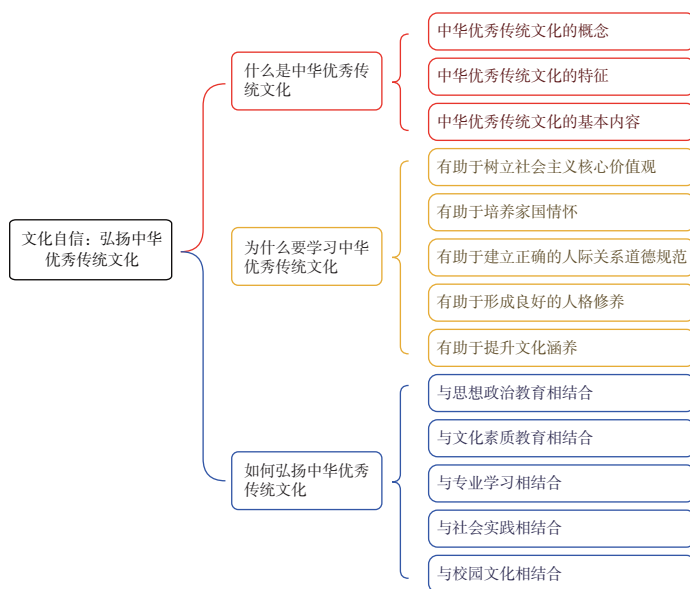 文化自信：弘扬中华
优秀传统文化
什么是中华优秀传
统文化
中华优秀传统文化的概念
中华优秀传统文化的特征
中华优秀传统文化的基本内容
为什么要学习中华
优秀传统文化
有助于树立社会主义核心价值观
有助于培养家国情怀
有助于建立正确的人际关系道德规范
有助于形成良好的人格修养
有助于提升文化涵养
如何弘扬中华优秀
传统文化
与思想政治教育相结合
与文化素质教育相结合
与专业学习相结合
与社会实践相结合
与校园文化相结合